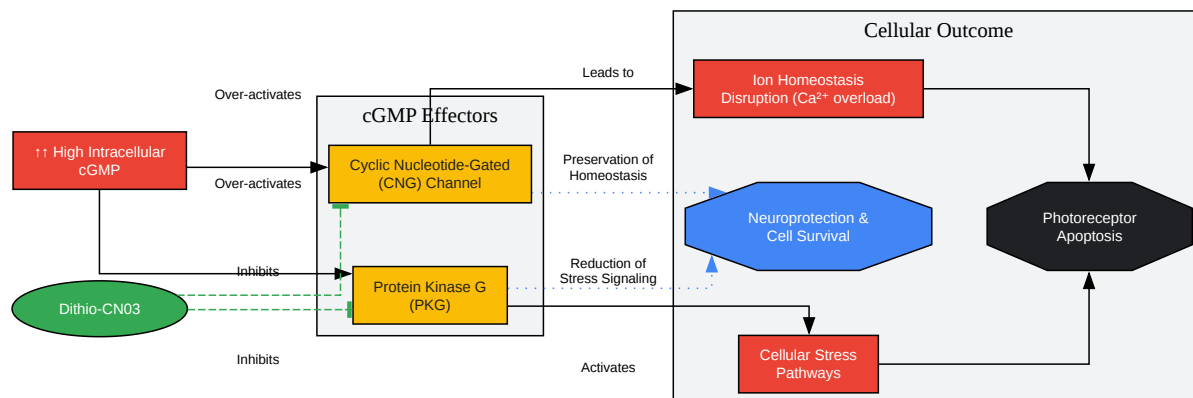 Cellular Outcome
Leads to
Ion Homeostasis
Disruption (Ca²⁺ overload)
Over-activates
cGMP Effectors
↑↑ High Intracellular
cGMP
Cyclic Nucleotide-Gated
(CNG) Channel
Preservation of
Homeostasis
Over-activates
Neuroprotection &
Cell Survival
Photoreceptor
Apoptosis
Inhibits
Reduction of
Stress Signaling
Protein Kinase G
(PKG)
Dithio-CN03
Inhibits
Activates
Cellular Stress
Pathways